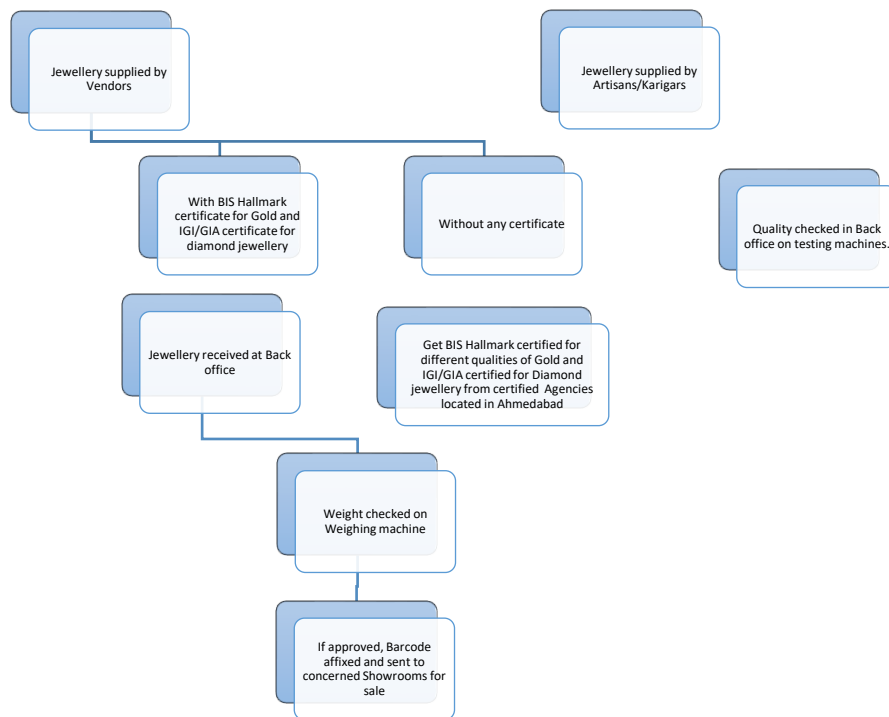 Jewellery supplied by
Vendors
Jewellery supplied by
Artisans/Karigars
With BIS Hallmark
certificate for Gold and
IGI/GIA certificate for
diamond jewellery
Without any certificate
Quality checked in Back
office on testing machines.
Jewellery received at Back
office
Get BIS Hallmark certified for
different qualities of Gold and
IGI/GIA certified for Diamond
jewellery from certified Agencies
located in Ahmedabad
Weight checked on
Weighing machine
If approved, Barcode
affixed and sent to
concerned Showrooms for
sale